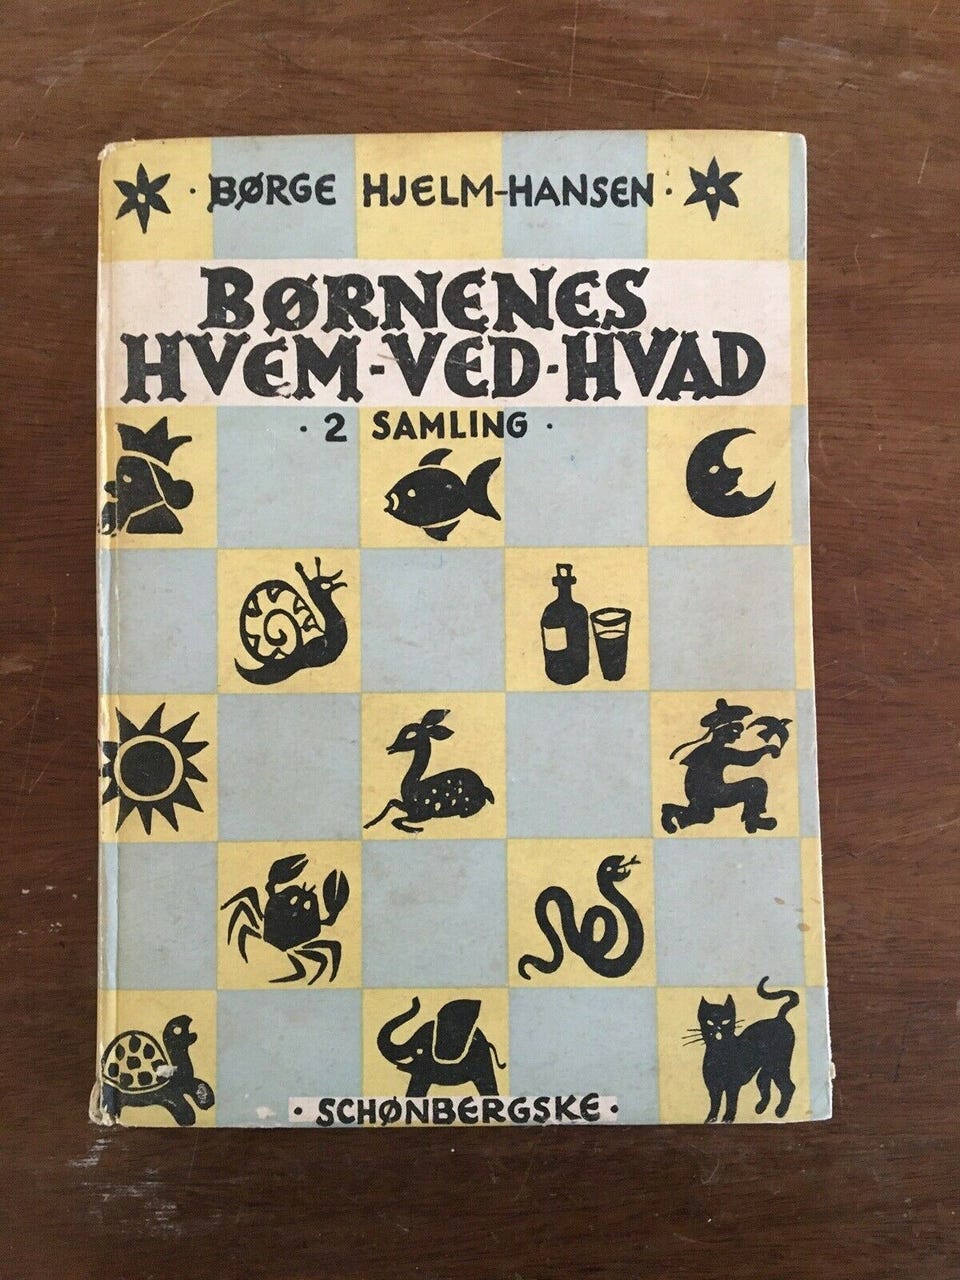 · BØRGE HJELM-HANSEN ·
BØRNENES
HVEM-VED-HVAD
· 2 SAMLING ·
· SCHØNBERGSKE ·